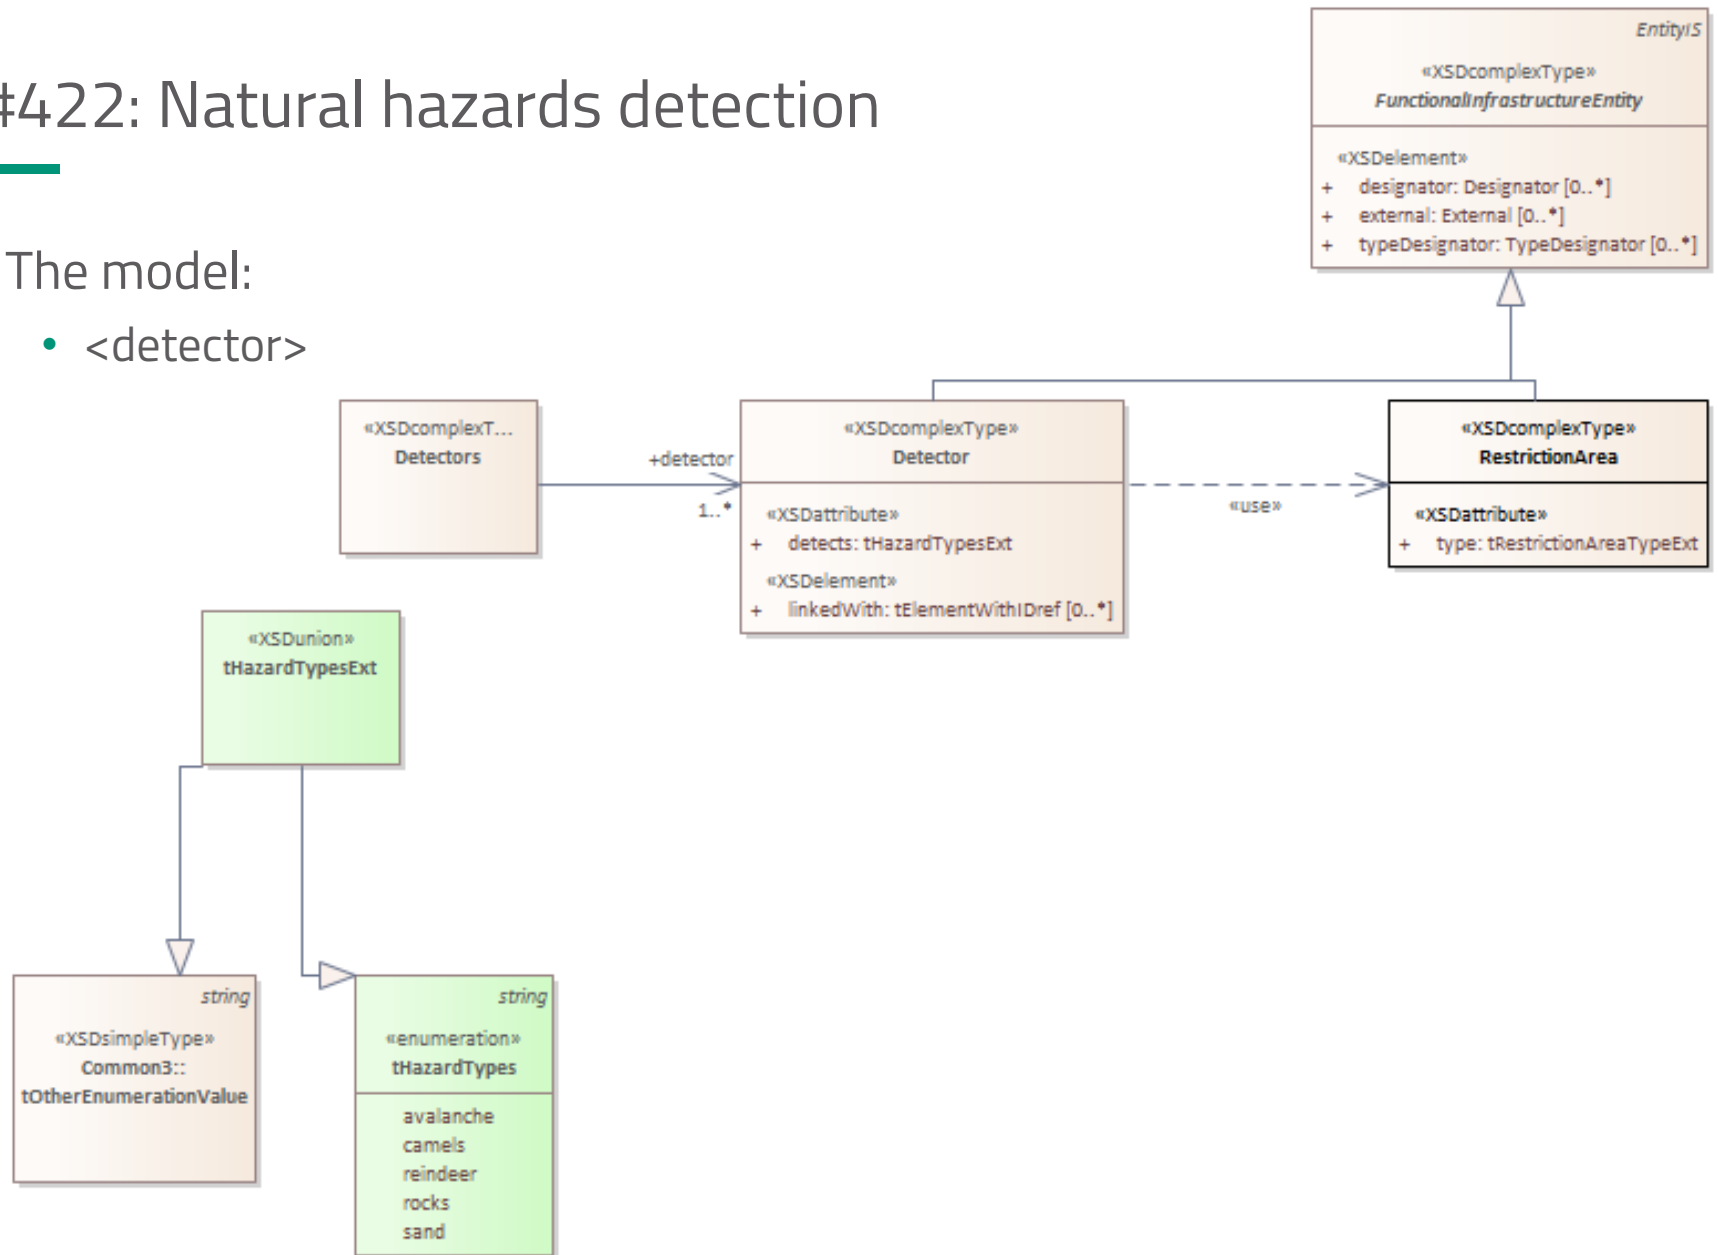 #422: Natural hazards detection
The model:
• <detector>
EntityIS
«XSDcomplexType»
FunctionalInfrastructureEntity
«XSDelement»
+ designator: Designator [0..*]
+ external: External [0..*]
+ typeDesignator: TypeDesignator [0..*]
«XSDcomplexT...
Detectors
+detector
1..*
«XSDcomplexType»
Detector
«XSDattribute»
+ detects: tHazardTypesExt
«XSDelement»
+ linkedWith: tElementWithIDref [0..*]
«use»
«XSDcomplexType»
RestrictionArea
«XSDattribute»
+ type: tRestrictionAreaTypeExt
«XSDunion»
tHazardTypesExt
string
«XSDsimpleType»
Common3::
tOtherEnumerationValue
string
«enumeration»
tHazardTypes
avalanche
camels
reindeer
rocks
sand